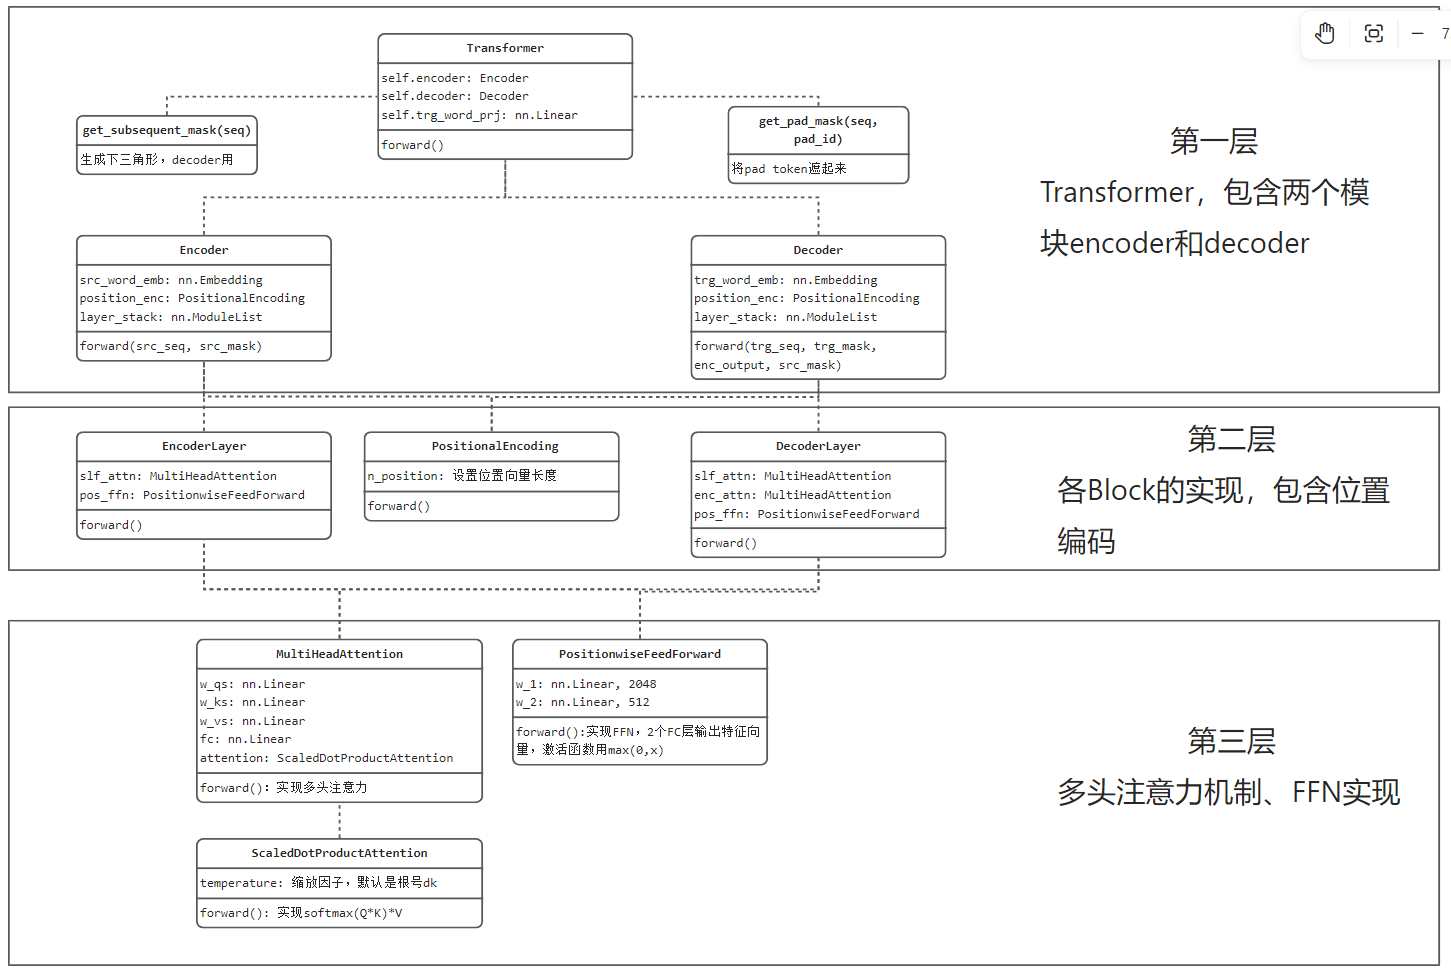 7
Transformer
self.encoder: Encoder
self.decoder: Decoder
self.trg_word_prj: nn.Linear
forward()
get_subsequent_mask(seq)
生成下三角形，decoder用
get_pad_mask(seq,
pad_id)
将pad token遮起来
第一层
Transformer，包含两个模
块encoder和decoder
Encoder
src_word_emb: nn.Embedding
position_enc: PositionalEncoding
layer_stack: nn.ModuleList
forward(src_seq, src_mask)
Decoder
trg_word_emb: nn.Embedding
position_enc: PositionalEncoding
layer_stack: nn.ModuleList
forward(trg_seq, trg_mask,
enc_output, src_mask)
EncoderLayer
slf_attn: MultiHeadAttention
pos_ffn: PositionwiseFeedForward
forward()
PositionalEncoding
n_position: 设置位置向量长度
forward()
DecoderLayer
slf_attn: MultiHeadAttention
enc_attn: MultiHeadAttention
pos_ffn: PositionwiseFeedForward
forward()
第二层
各Block的实现，包含位置
编码
MultiHeadAttention
w_qs: nn.Linear
w_ks: nn.Linear
w_vs: nn.Linear
fc: nn.Linear
attention: ScaledDotProductAttention
forward(): 实现多头注意力
PositionwiseFeedForward
w_1: nn.Linear, 2048
w_2: nn.Linear, 512
forward():实现FFN，2个FC层输出特征向
量，激活函数用max(0,x)
第三层
多头注意力机制、FFN实现
ScaledDotProductAttention
temperature: 缩放因子，默认是根号dk
forward(): 实现softmax(Q*K)*V